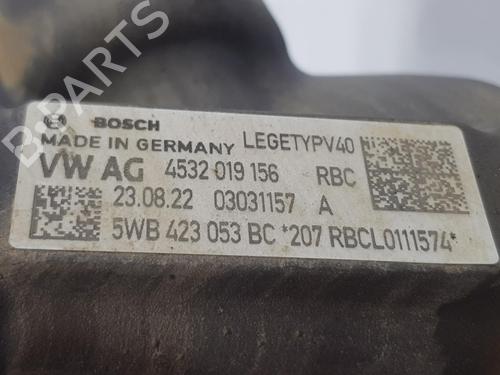 BOSCH
MADE IN GERMANY LEGETYPV40
VW AG 4532 019 156 RBC
23.08.22 03031157 A
5WB 423 053 BC *207 RBCL0111574*
B-PARTS